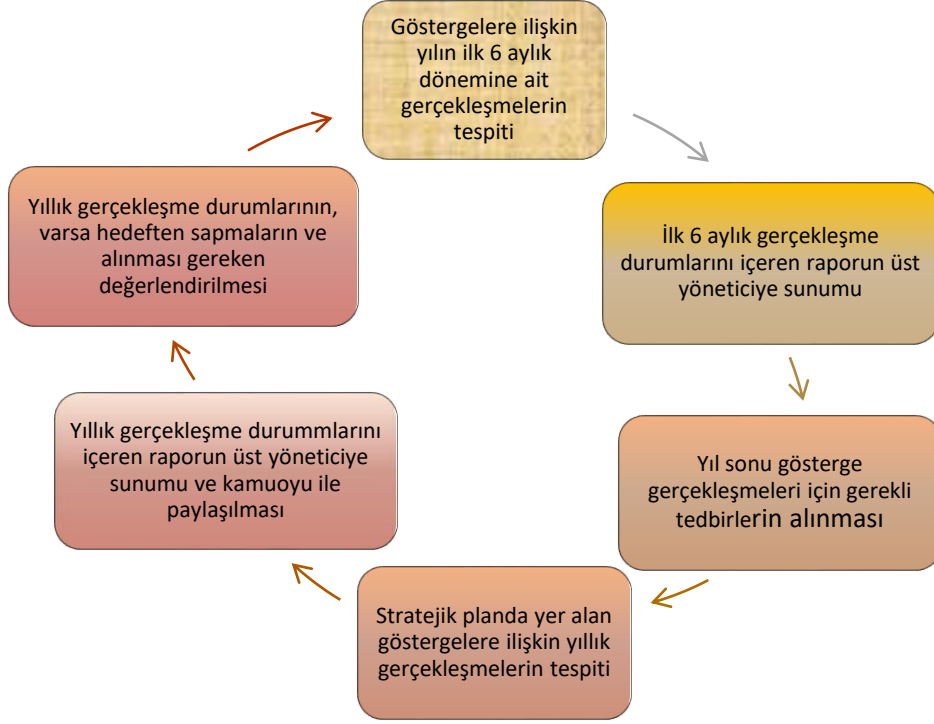 Göstergelere ilişkin
yılın ilk 6 aylık
dönemine ait
gerçekleşmelerin
tespiti
İlk 6 aylık gerçekleşme
durumlarını içeren raporun üst
yöneticiye sunumu
Yıl sonu gösterge
gerçekleşmeleri için gerekli
tedbirlerin alınması
Stratejik planda yer alan
göstergelere ilişkin yıllık
gerçekleşmelerin tespiti
Yıllık gerçekleşme durummlarını
içeren raporun üst yöneticiye
sunumu ve kamuoyu ile
paylaşılması
Yıllık gerçekleşme durumlarının,
varsa hedeften sapmaların ve
alınması gereken
değerlendirilmesi